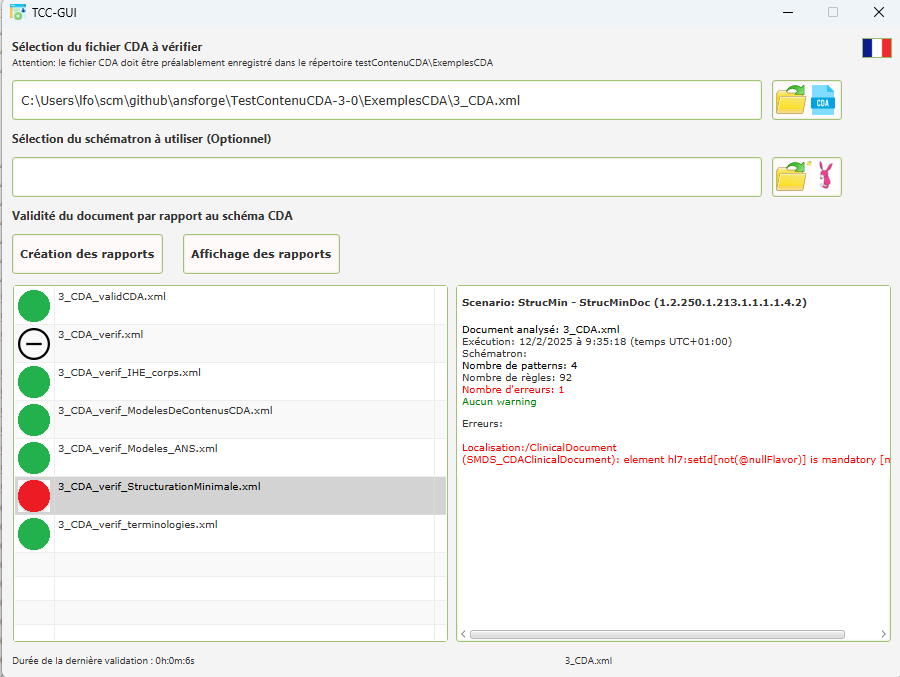 TCC-GUI
Sélection du fichier CDA à vérifier
Attention: le fichier CDA doit être préalablement enregistré dans le répertoire testContenuCDA\ExemplesCDA
C:\Users\lfo\scm\github\ansforge\TestContenuCDA-3-0\ExemplesCDA\3_CDA.xml
CDA
Sélection du schématron à utiliser (Optionnel)
Validité du document par rapport au schéma CDA
Création des rapports
Affichage des rapports
3_CDA_validCDA.xml
3_CDA_verif.xml
3_CDA_verif_IHE_corps.xml
3_CDA_verif_ModelesDeContenusCDA.xml
3_CDA_verif_Modeles_ANS.xml
3_CDA_verif_StructurationMinimale.xml
3_CDA_verif_terminologies.xml
Scenario: StrucMin - StrucMinDoc (1.2.250.1.213.1.1.1.1.4.2)
Document analysé: 3_CDA.xml
Exécution: 12/2/2025 à 9:35:18 (temps UTC+01:00)
Schématron:
Nombre de patterns: 4
Nombre de règles: 92
Nombre d'erreurs: 1
Aucun warning
Erreurs:
Localisation:/ClinicalDocument
(SMDS_CDAClinicalDocument): element hl7:setId[not(@nullFlavor)] is mandatory
Durée de la dernière validation : 0h:0m:6s
3_CDA.xml